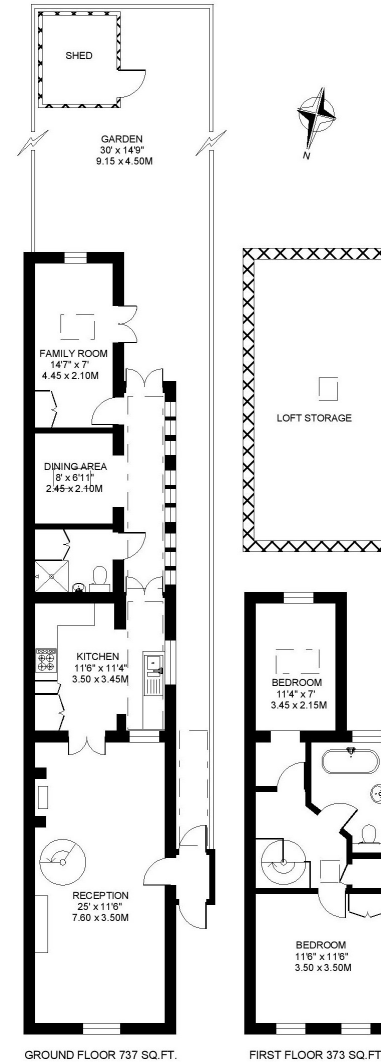 SHED
GARDEN
30' x 14'9"
9.15 x 4.50M
N
FAMILY ROOM
14'7" x 7'
4.45 x 2.10M
LOFT STORAGE
DINING AREA
8' x 6'11"
2.45 x 2.10M
KITCHEN
11'6" x 11'4"
3.50 x 3.45M
BEDROOM
11'4" x 7'
3.45 x 2.15M
RECEPTION
25' x 11'6"
7.60 x 3.50M
BEDROOM
11'6" x 11'6"
3.50 x 3.50M
GROUND FLOOR 737 SQ.FT.
FIRST FLOOR 373 SQ.FT